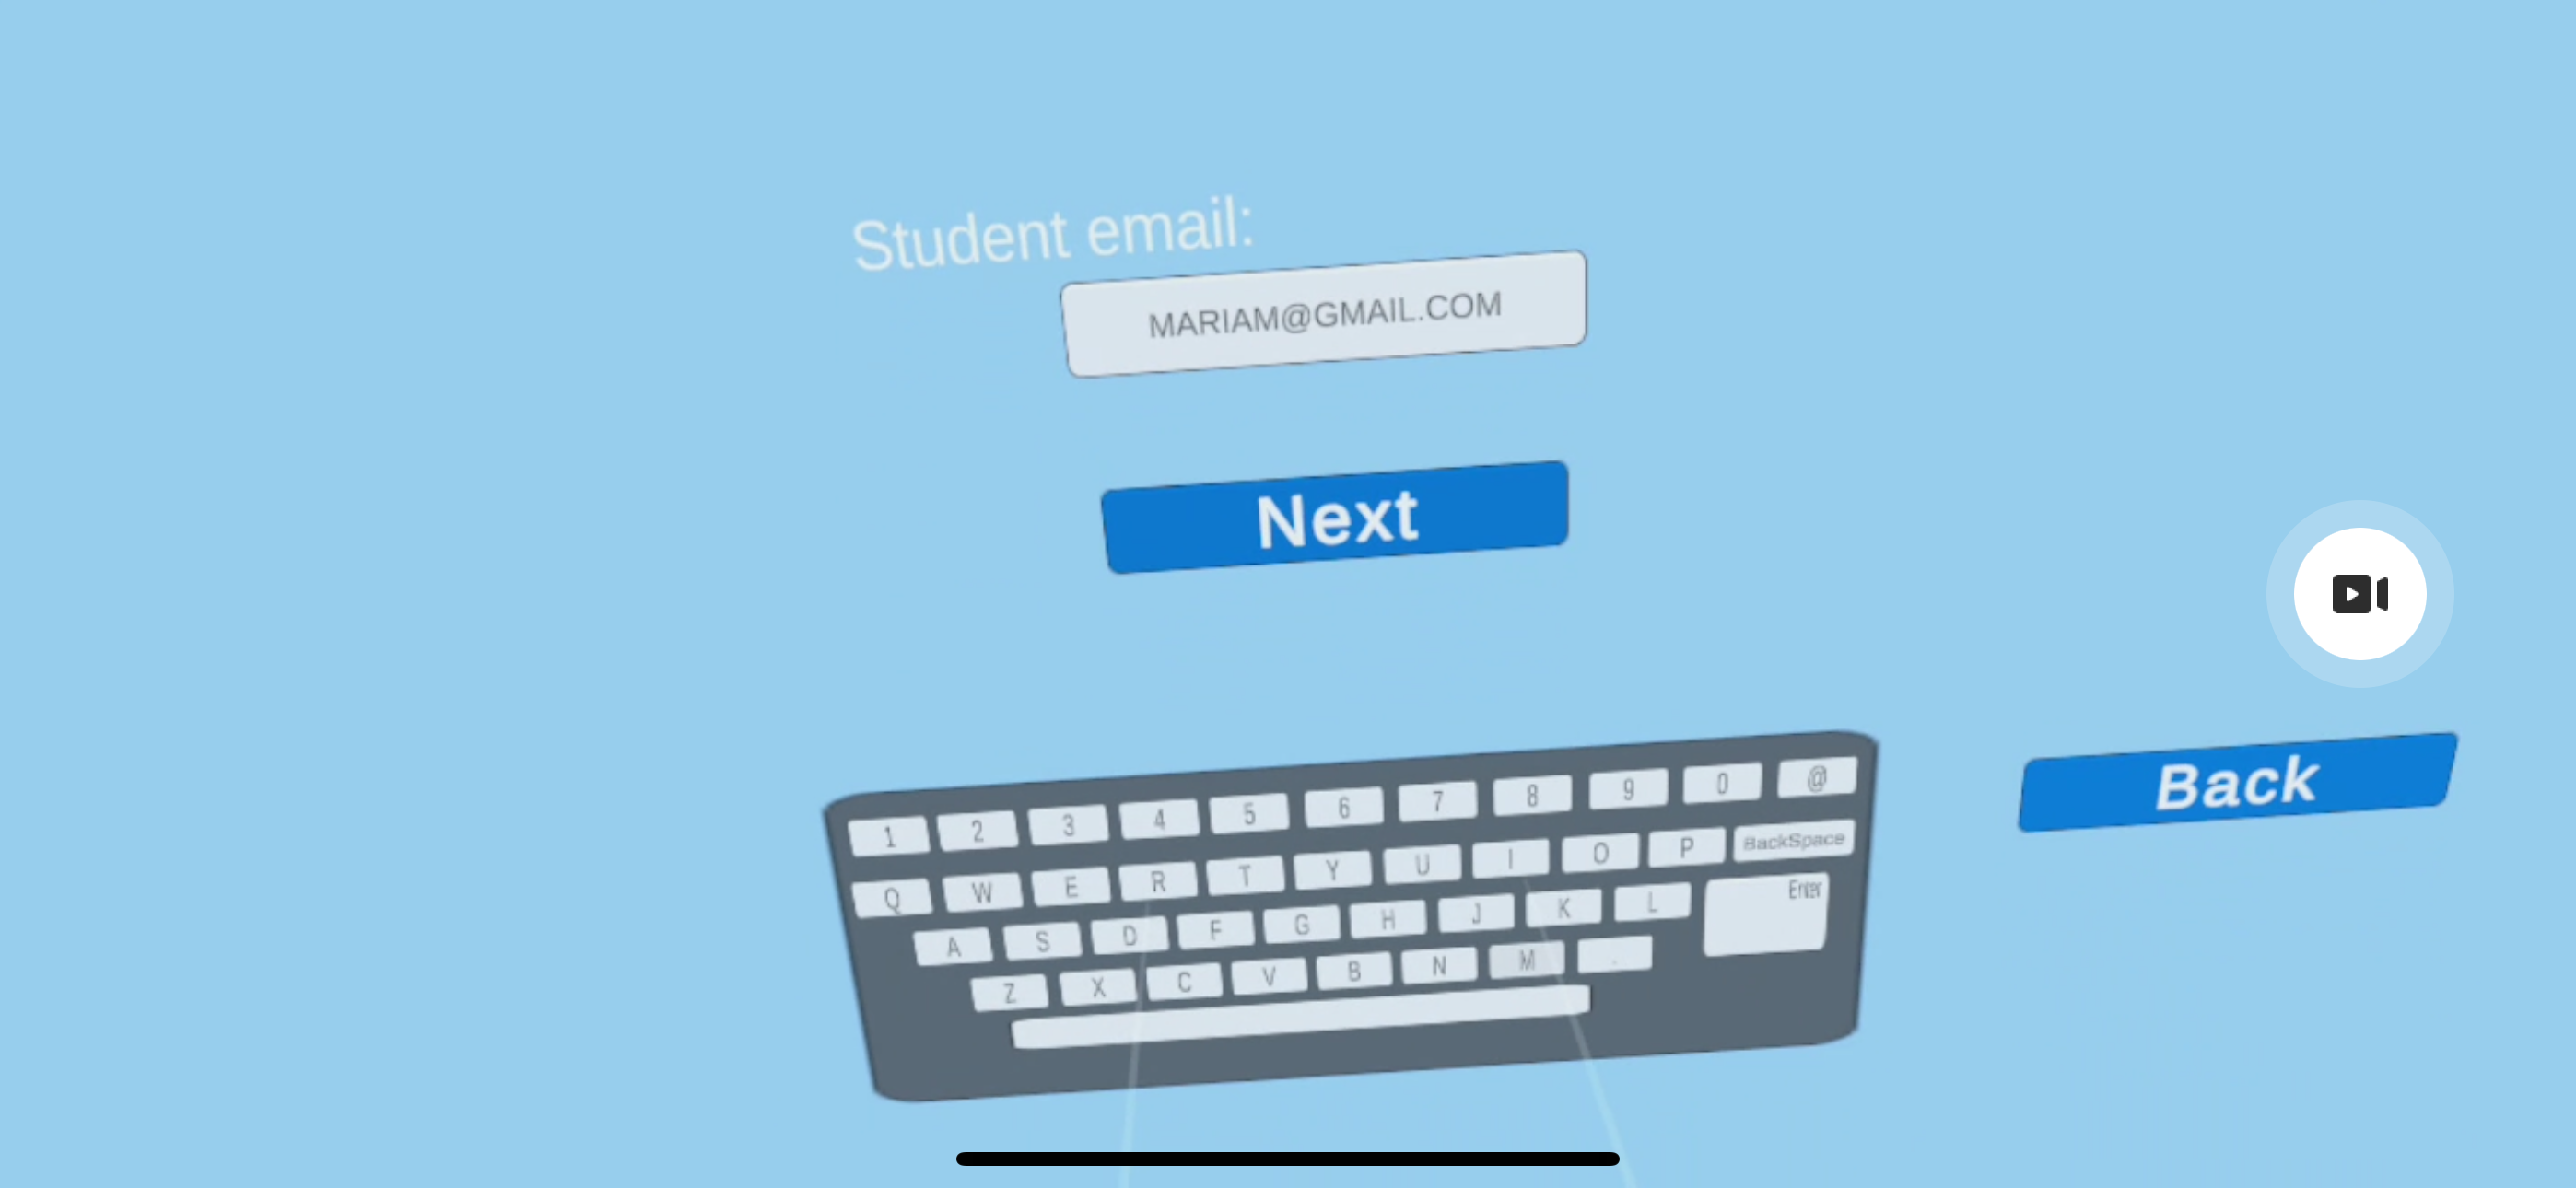 Student email:
MARIAM@GMAIL.COM
Next
Back
1 2 3 4 5 6 7 8 9 0 @
Q W E R T Y U I O P BackSpace
A S D F G H J K L Enter
Z X C V B N M .